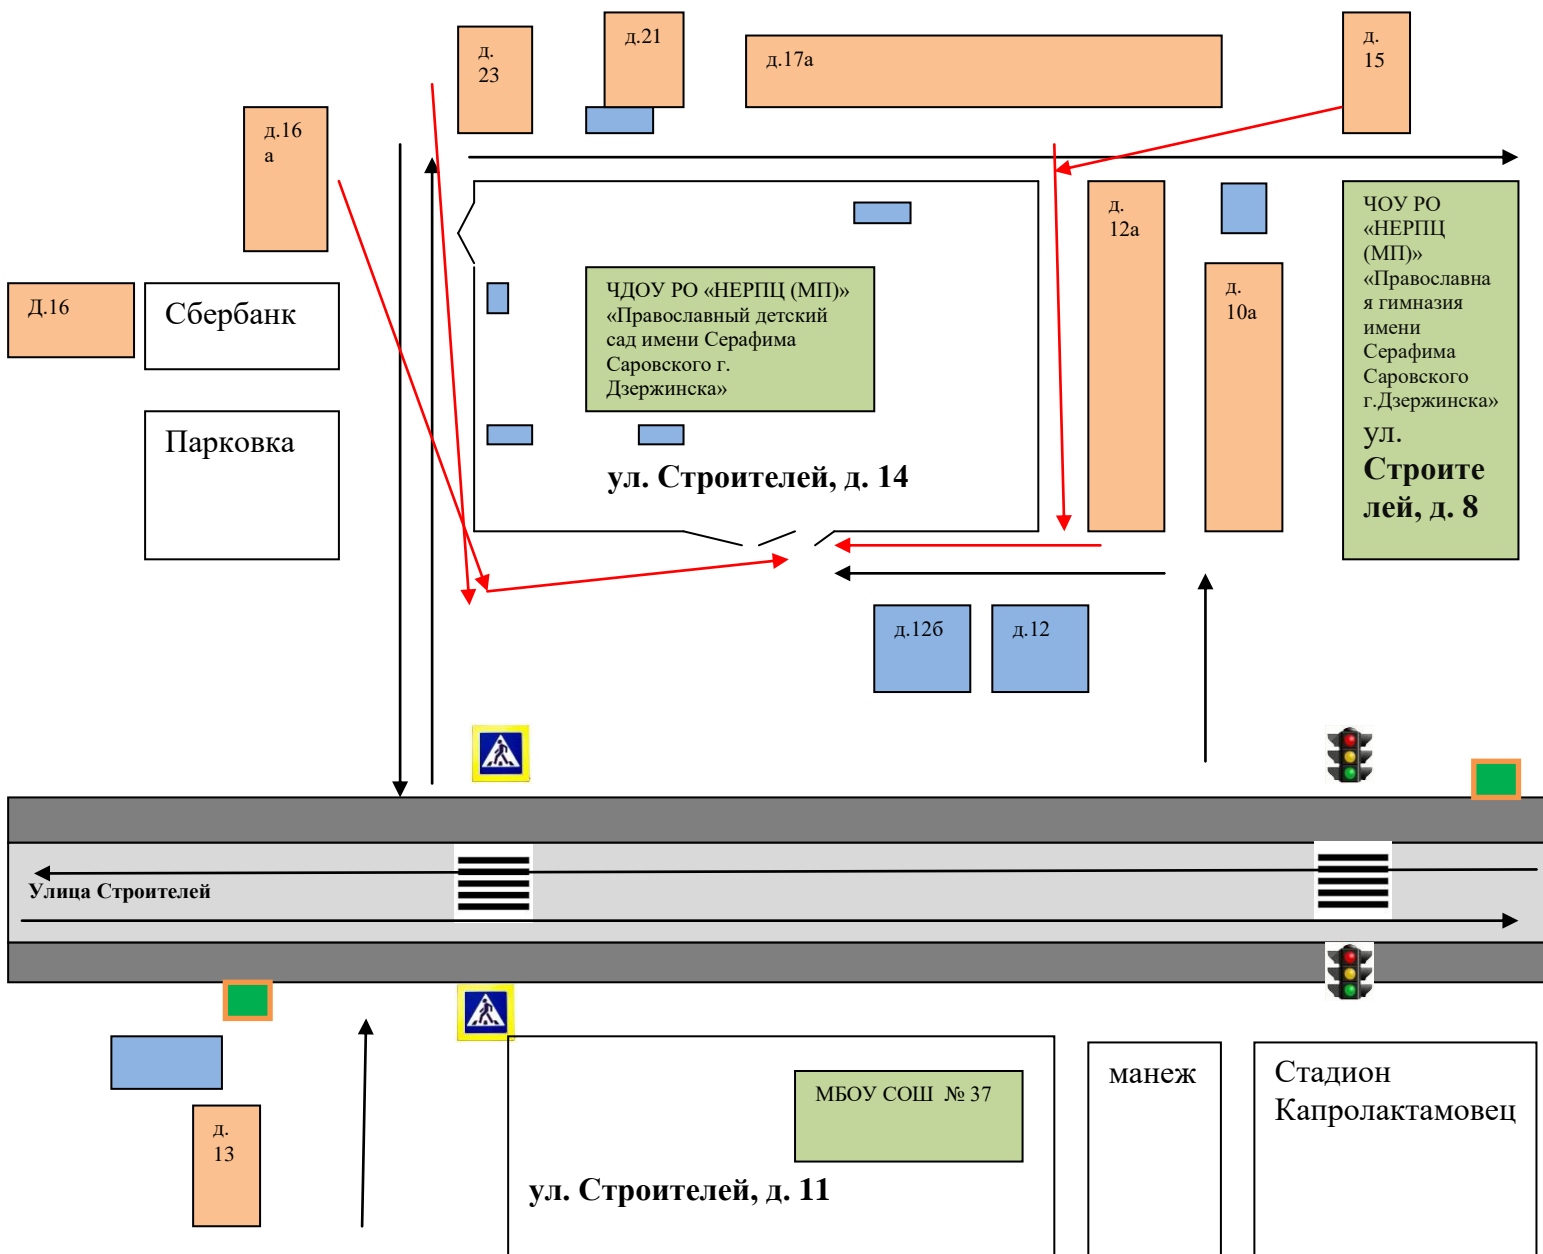 д.
23
д.21
д.17а
д.
15
д.16
а
д.
12а
ЧОУ РО
«НЕРПЦ
(МП)»
«Православна
я гимназия
имени
Серафима
Саровского
г.Дзержинска»
ул.
Строите
лей, д. 8
Д.16
Сбербанк
ЧДОУ РО «НЕРПЦ (МП)»
«Православный детский
сад имени Серафима
Саровского г.
Дзержинска»
д.
10а
Парковка
ул. Строителей, д. 14
д.12б
д.12
Улица Строителей
МБОУ СОШ № 37
манеж
Стадион
Капролактамовец
д.
13
ул. Строителей, д. 11